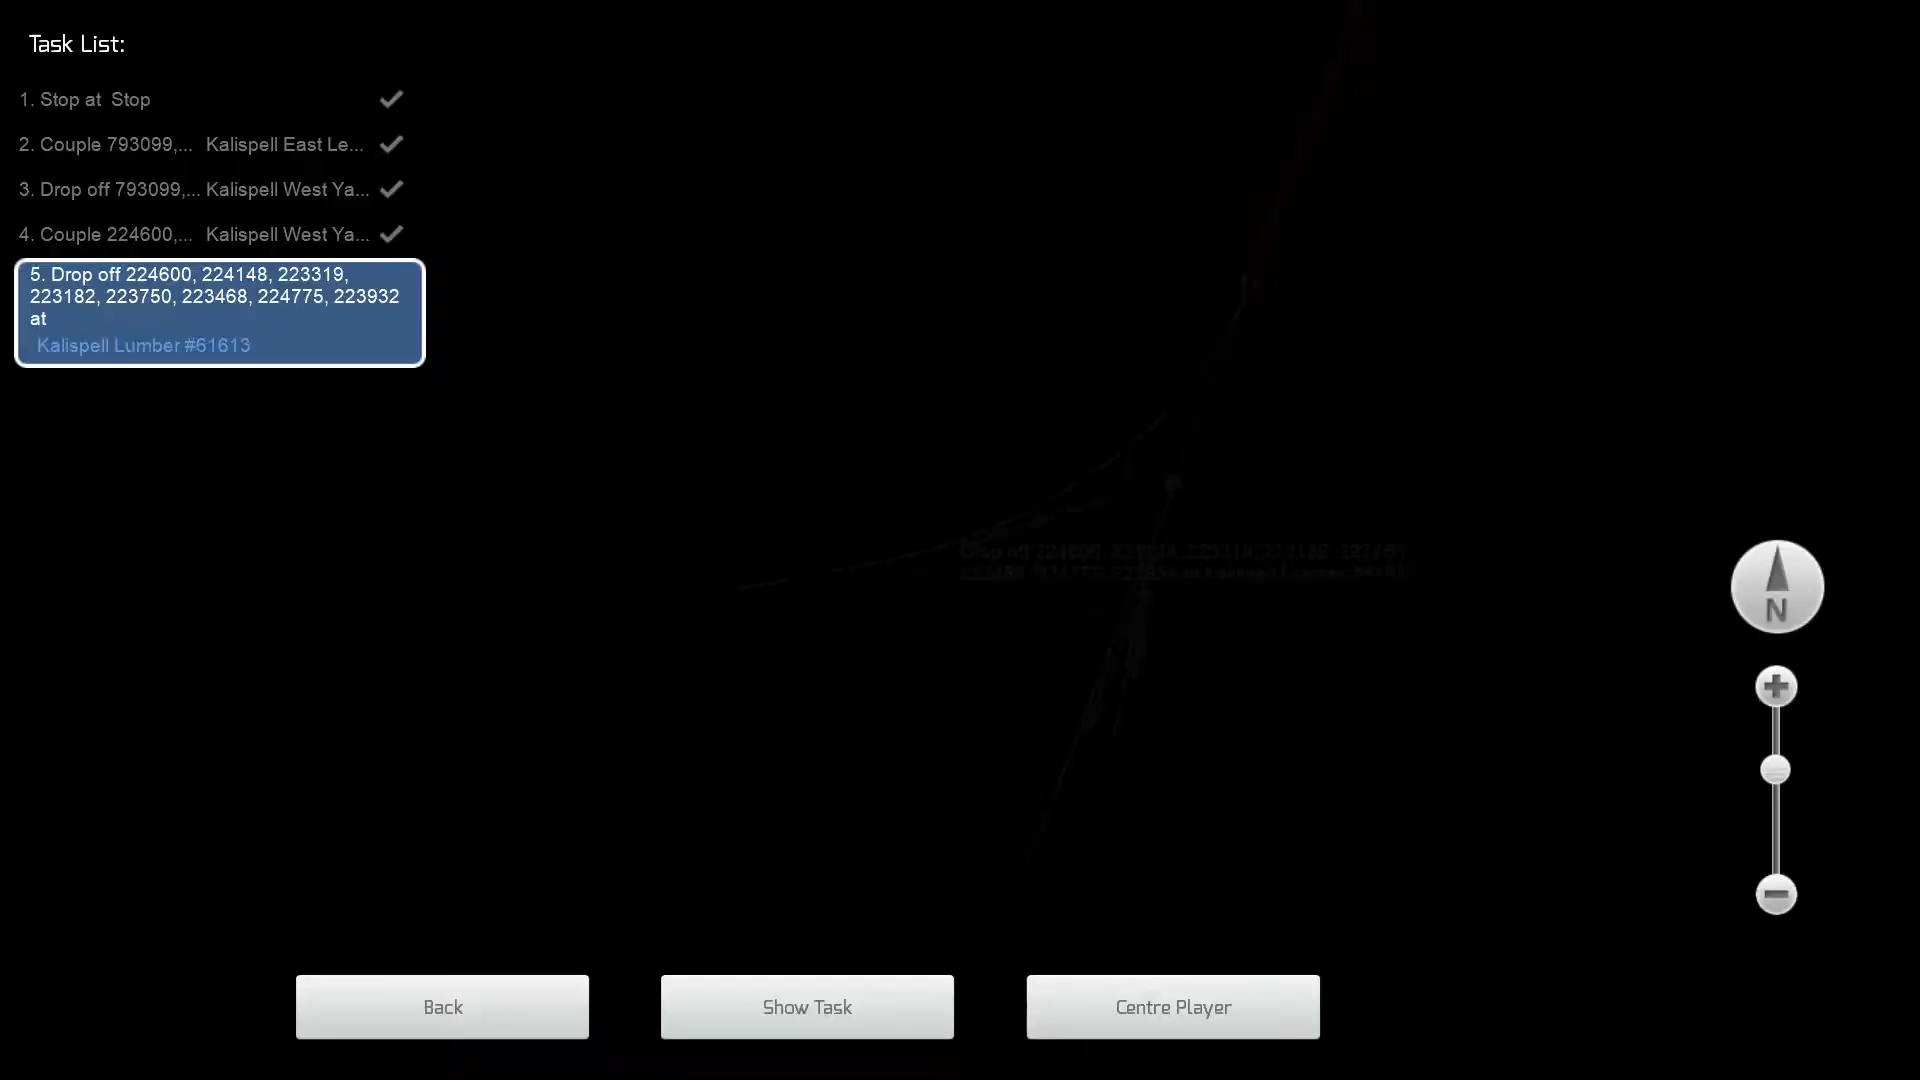 Task List:
1. Stop at  Stop
2. Couple 793099,...  Kalispell East Le...
3. Drop off 793099,... Kalispell West Ya...
4. Couple 224600,...  Kalispell West Ya...
5. Drop off 224600, 224148, 223319,
223182, 223750, 223468, 224775, 223932
at
Kalispell Lumber #61613
N
Back
Show Task
Centre Player